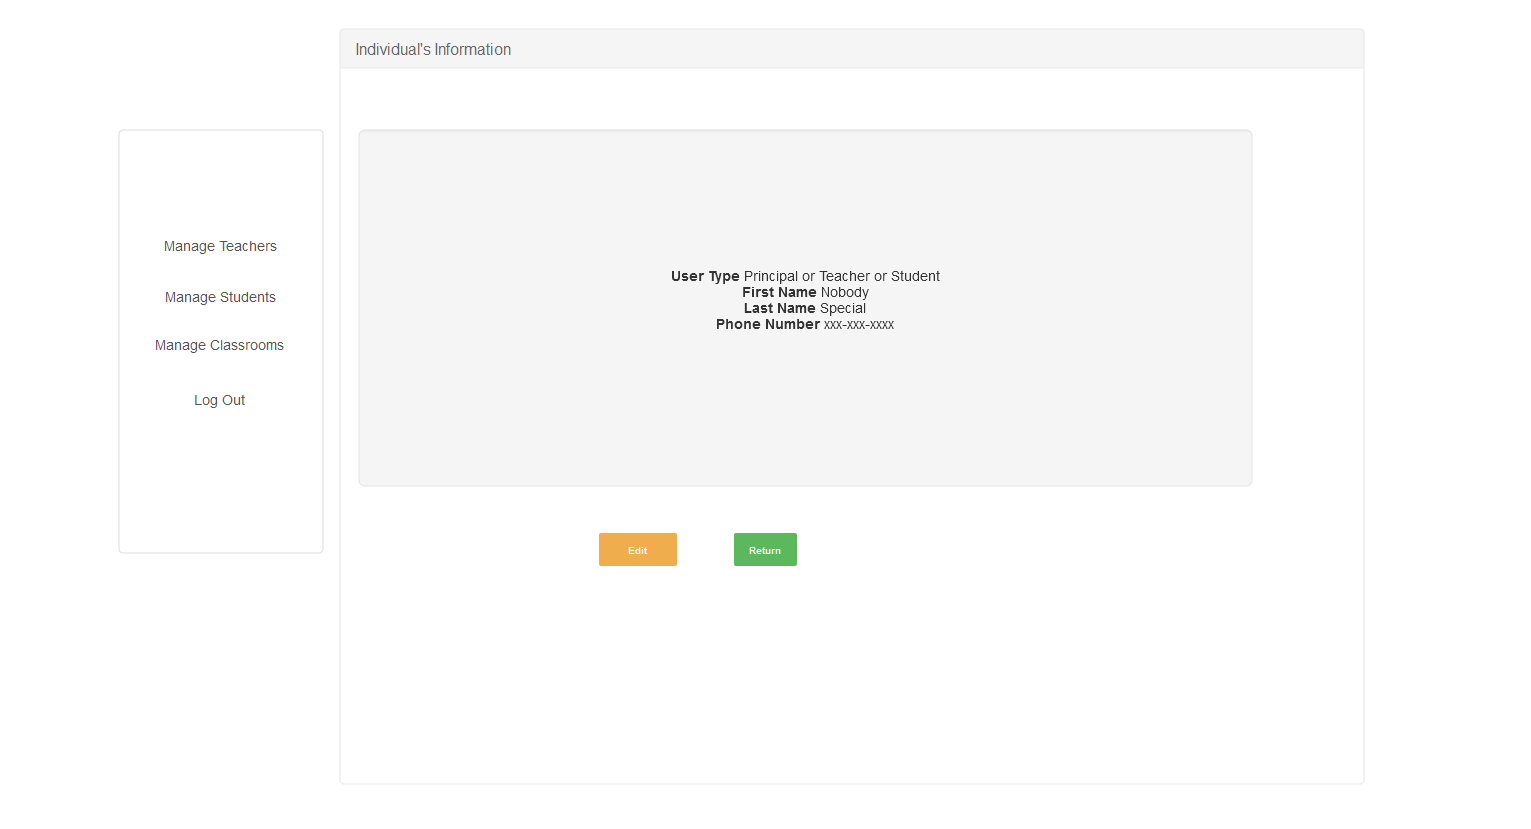 Individual's Information
Manage Teachers
Manage Students
Manage Classrooms
Log Out
User Type Principal or Teacher or Student
First Name Nobody
Last Name Special
Phone Number xxx-xxx-xxxx
Edit
Return